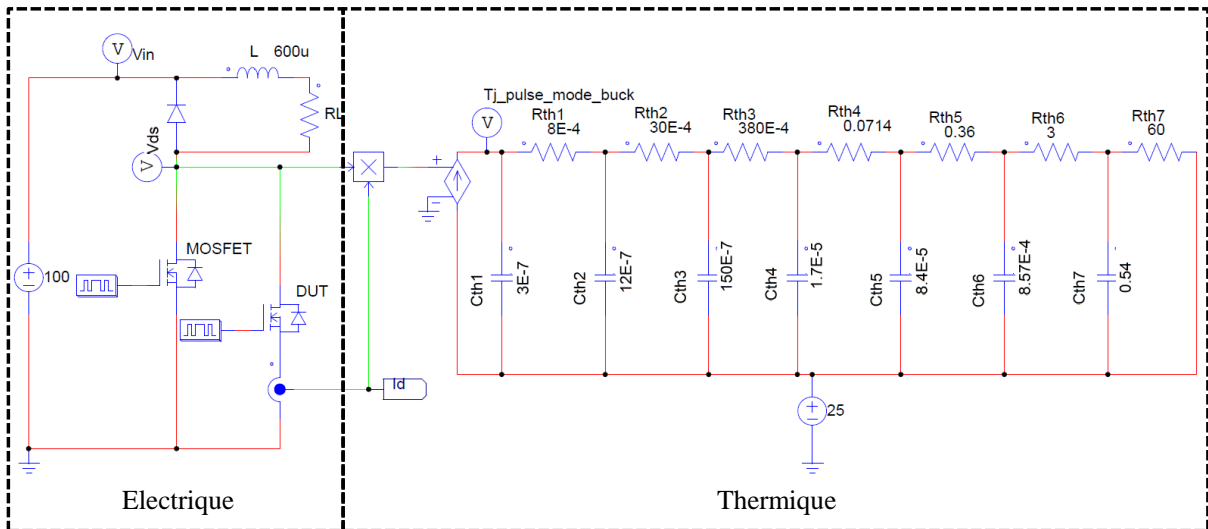 V Vin
L 600u
RL
V Vds
100
MOSFET
DUT
Id
Electrique
Tj_pulse_mode_buck
V
Rth1
8E-4
Rth2
30E-4
Rth3
380E-4
Rth4
0.0714
Rth5
0.36
Rth6
3
Rth7
60
Cth1
3E-7
Cth2
12E-7
Cth3
150E-7
Cth4
1.7E-5
Cth5
8.4E-5
Cth6
8.57E-4
Cth7
0.54
25
Thermique